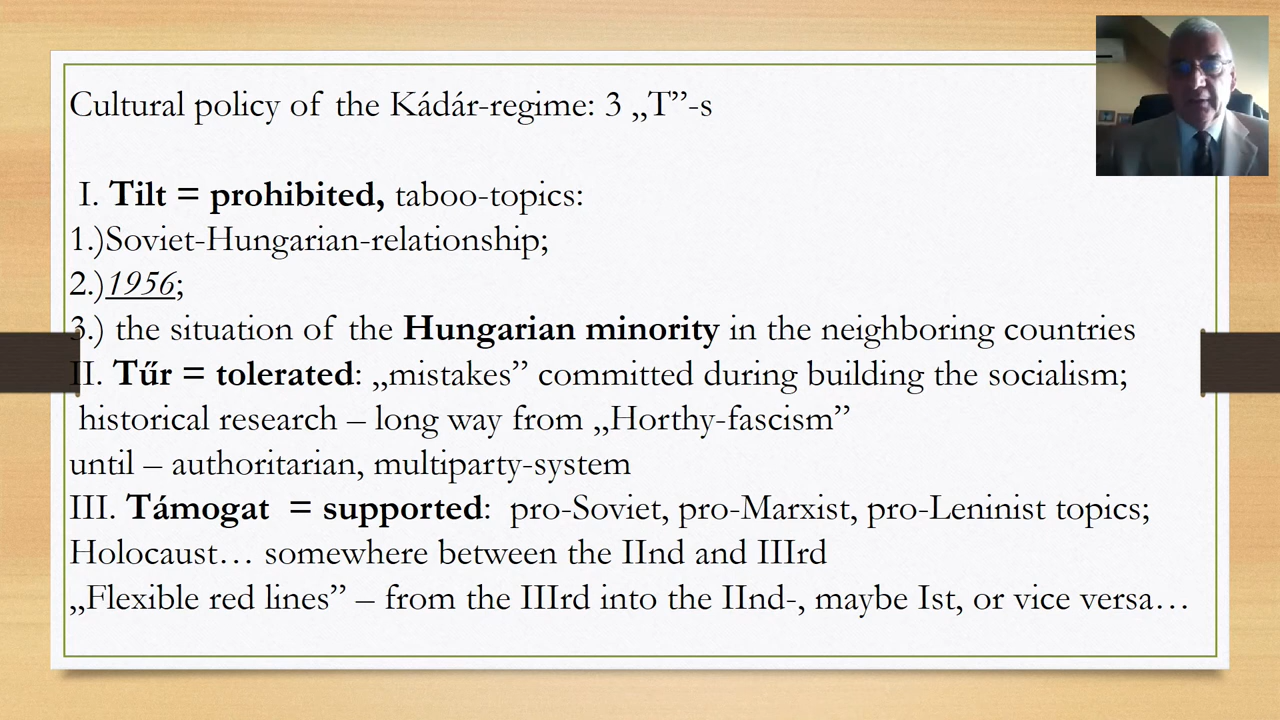 Cultural policy of the Kádár-regime: 3 „T”-s
I. Tilt = prohibited, taboo-topics:
1.)Soviet-Hungarian-relationship;
2.)1956;
3.) the situation of the Hungarian minority in the neighboring countries
II. Tűr = tolerated: „mistakes” committed during building the socialism;
historical research – long way from „Horthy-fascism”
until – authoritarian, multiparty-system
III. Támogat = supported: pro-Soviet, pro-Marxist, pro-Leninist topics;
Holocaust… somewhere between the IInd and IIIrd
„Flexible red lines” – from the IIIrd into the IInd-, maybe Ist, or vice versa…